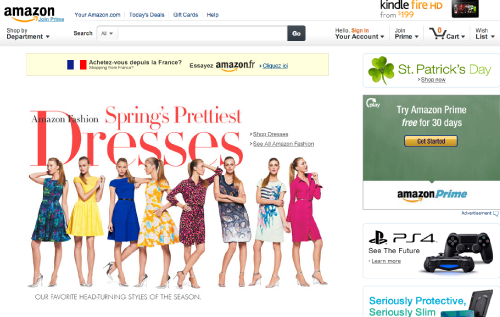 amazon
Join Prime
Your Amazon.com
Today's Deals
Gift Cards
Help
kindle fire HD
from $199
Shop by
Department
Search
All
Go
Hello. Sign in
Your Account
Join
Prime
0
Cart
Wish
List
Achetez-vous depuis la France?
Shopping from France?
Essayez amazon.fr
Cliquez ici
St. Patrick's Day
Shop now
Amazon Fashion
Spring's Prettiest
Dresses
Shop Dresses
See All Amazon Fashion
OUR FAVORITE HEAD-TURNING STYLES OF THE SEASON.
play
Try Amazon Prime
free for 30 days
Get Started
amazonPrime
Advertisement
PS4
See The Future
Learn more
Seriously Protective,
Seriously Slim